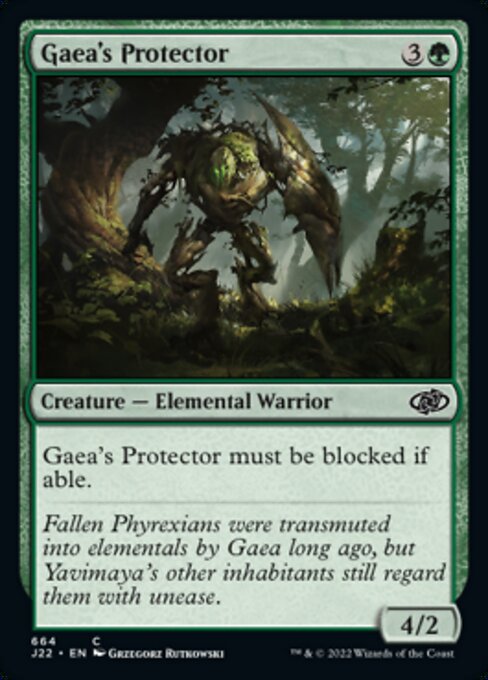 Gaea's Protector 3
Creature — Elemental Warrior
Gaea's Protector must be blocked if
able.
Fallen Phyrexians were transmuted
into elementals by Gaea long ago, but
Yavimaya's other inhabitants still regard
them with unease.
4/2
664 C
J22 • EN Grzegorz Rutkowski ™ & © 2022 Wizards of the Coast